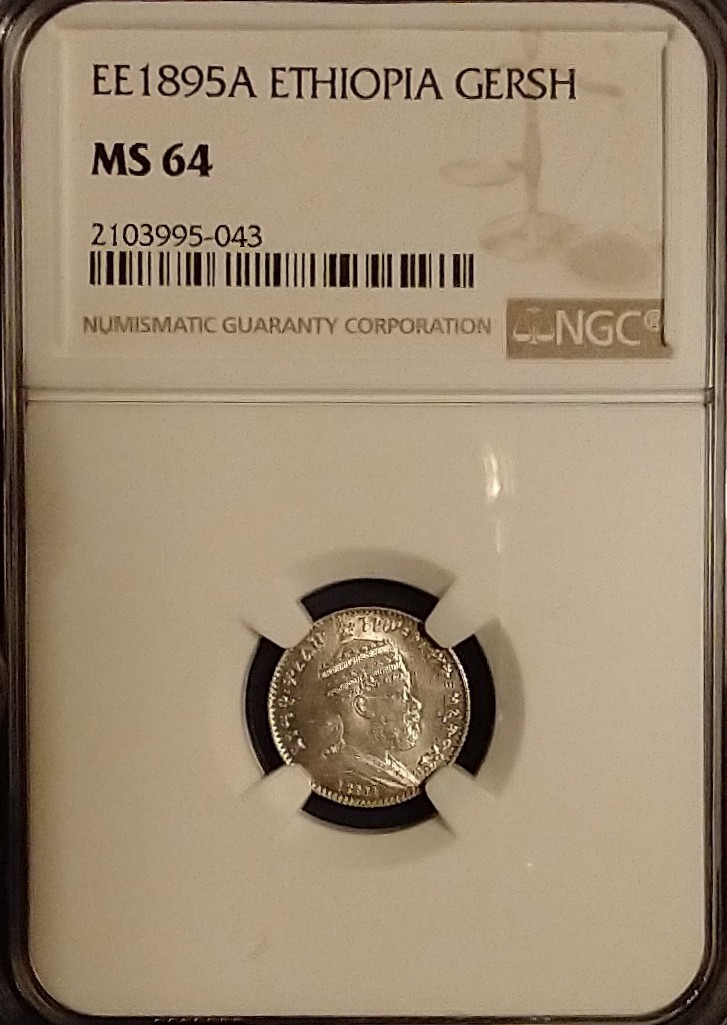 EE1895A ETHIOPIA GERSH
MS 64
2103995-043
NUMISMATIC GUARANTY CORPORATION
NGC®